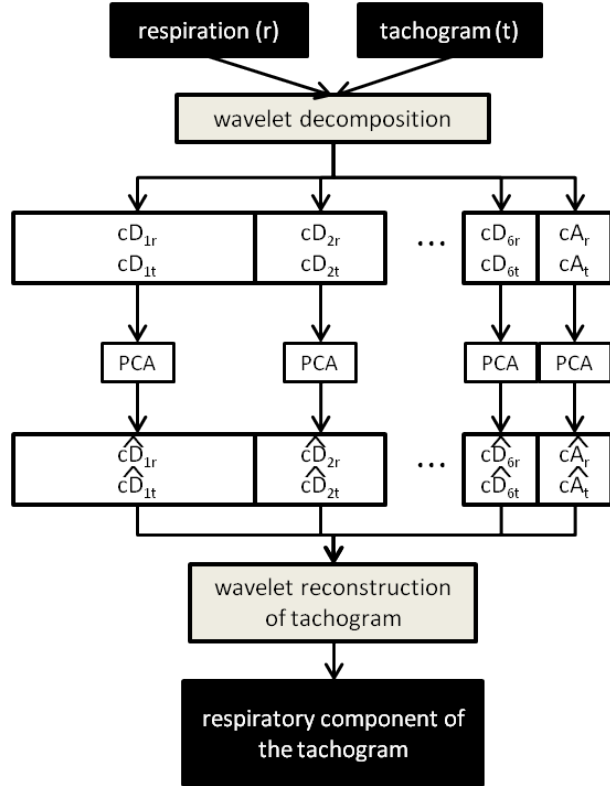 respiration (r)
tachogram (t)
wavelet decomposition
cD₁ᵣ
cD₁ₜ
cD₂ᵣ
cD₂ₜ
...
cD₆ᵣ
cD₆ₜ
cAᵣ
cAₜ
PCA
PCA
PCA
PCA
ĉD₁ᵣ
ĉD₁ₜ
ĉD₂ᵣ
ĉD₂ₜ
...
ĉD₆ᵣ
ĉD₆ₜ
ĉAᵣ
ĉAₜ
wavelet reconstruction
of tachogram
respiratory component of
the tachogram